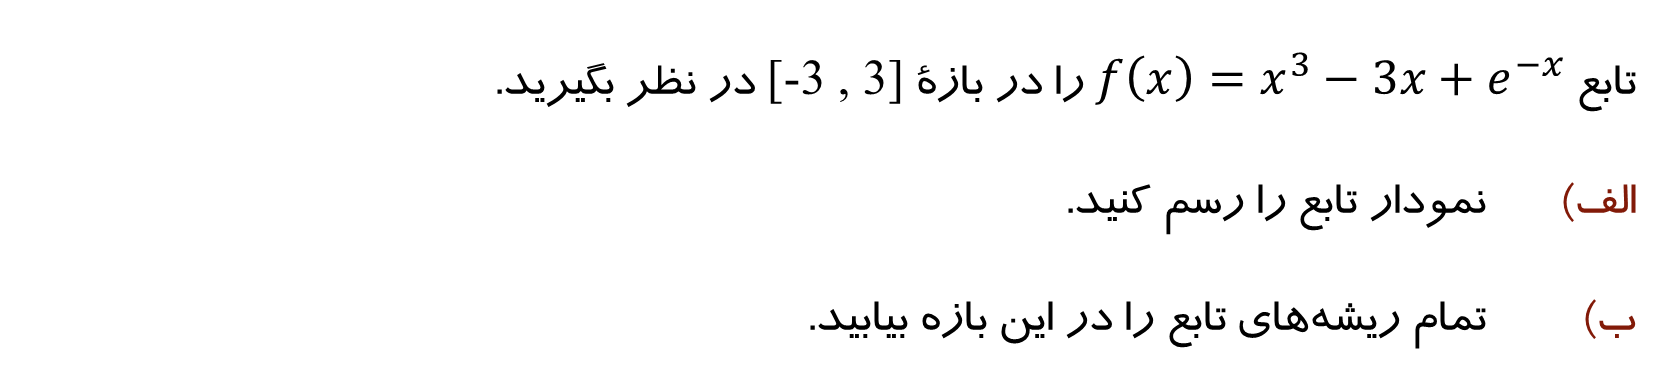 تابع f(x) = x³ − 3x + e⁻ˣ را در بازهٔ [-3 , 3] در نظر بگیرید.
الف) نمودار تابع را رسم کنید.
ب) تمام ریشه‌های تابع را در این بازه بیابید.